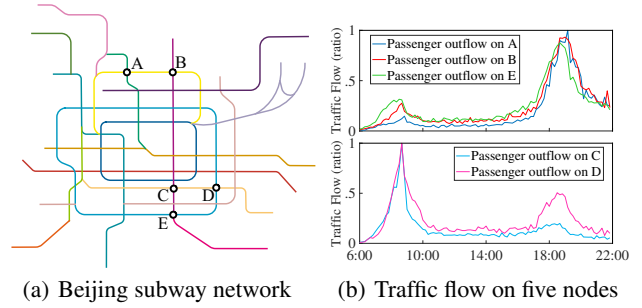 A
B
C
D
E
(a) Beijing subway network
Traffic Flow (ratio)
1
.5
0
Passenger outflow on A
Passenger outflow on B
Passenger outflow on E
Traffic Flow (ratio)
1
.5
0
Passenger outflow on C
Passenger outflow on D
6:00 10:00 14:00 18:00 22:00
(b) Traffic flow on five nodes